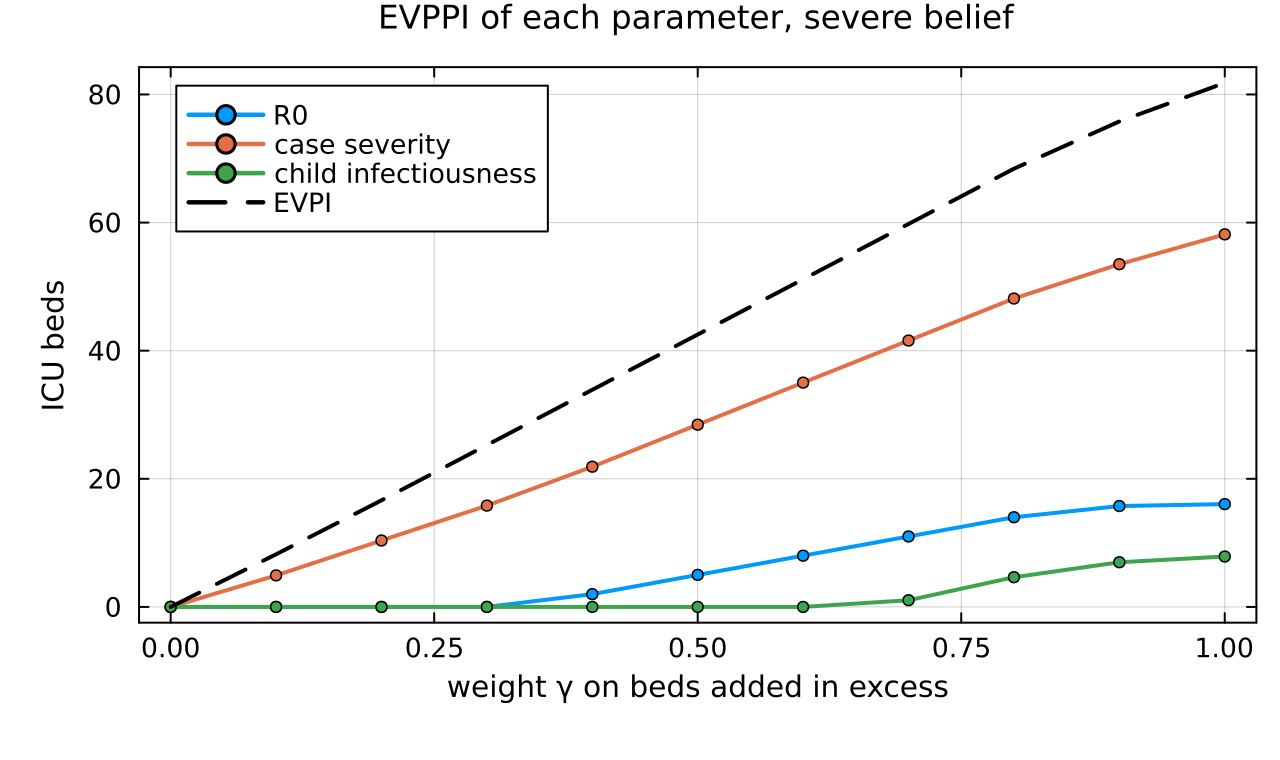 EVPPI of each parameter, severe belief
80
60
40
20
0
ICU beds
R0
case severity
child infectiousness
EVPI
0.00 0.25 0.50 0.75 1.00
weight γ on beds added in excess